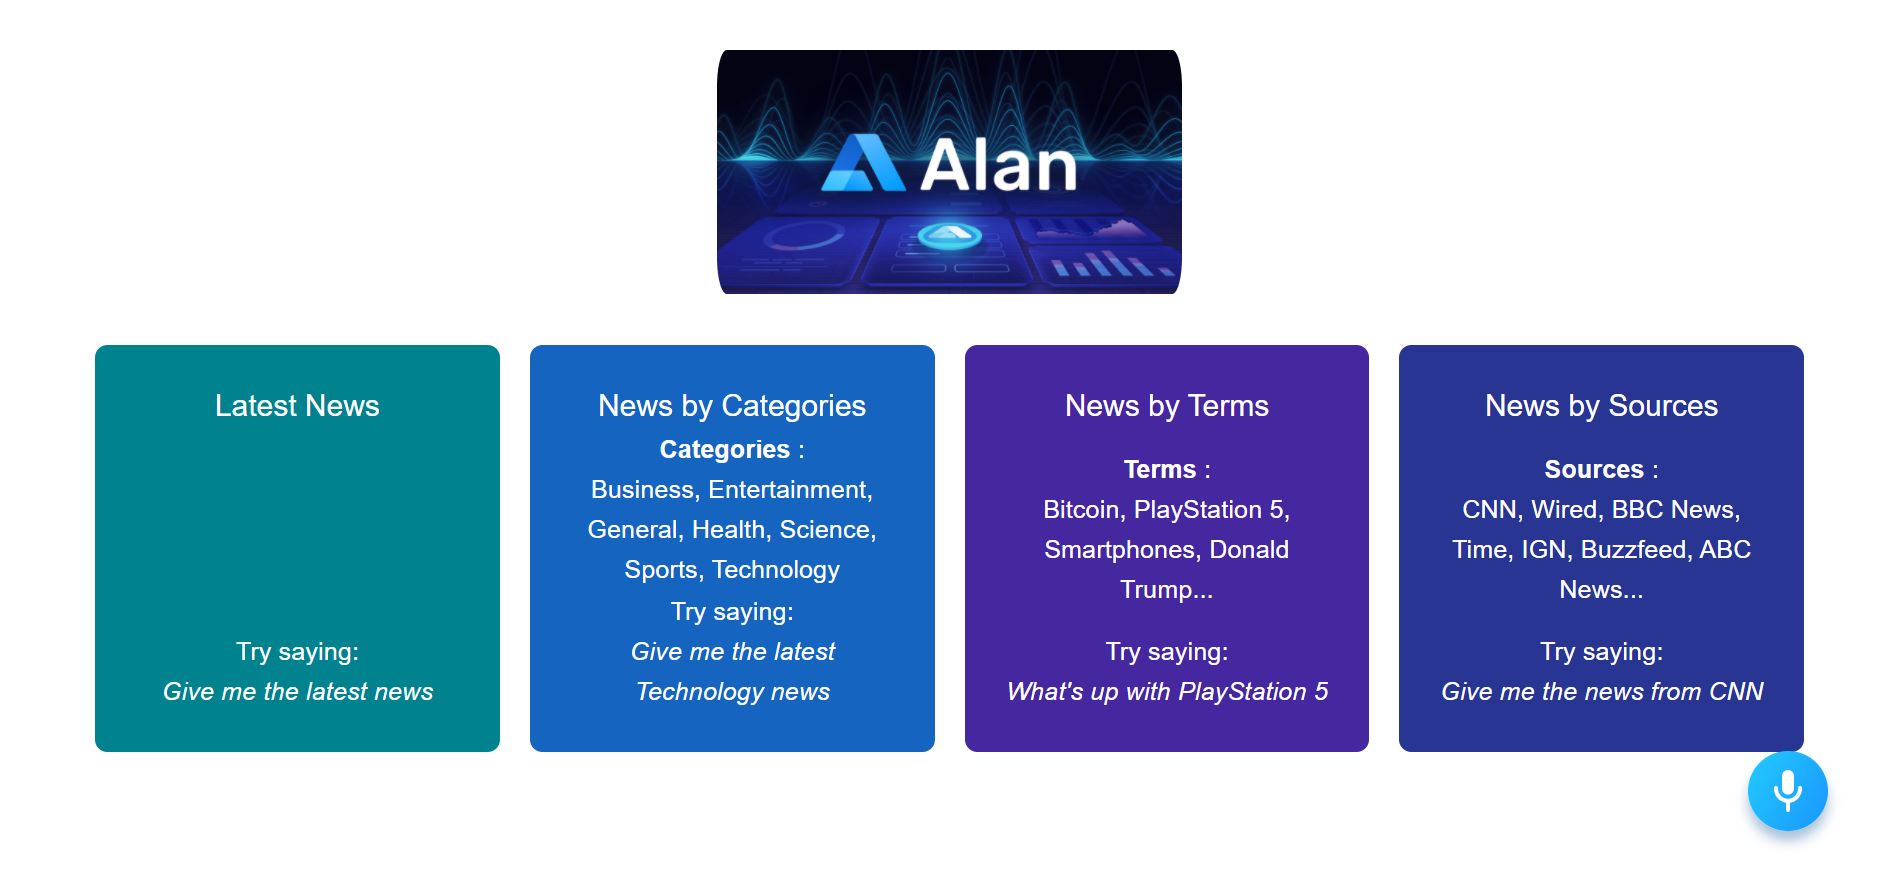 Alan
Latest News
Try saying:
Give me the latest news
News by Categories
Categories :
Business, Entertainment,
General, Health, Science,
Sports, Technology
Try saying:
Give me the latest
Technology news
News by Terms
Terms :
Bitcoin, PlayStation 5,
Smartphones, Donald
Trump...
Try saying:
What's up with PlayStation 5
News by Sources
Sources :
CNN, Wired, BBC News,
Time, IGN, Buzzfeed, ABC
News...
Try saying:
Give me the news from CNN